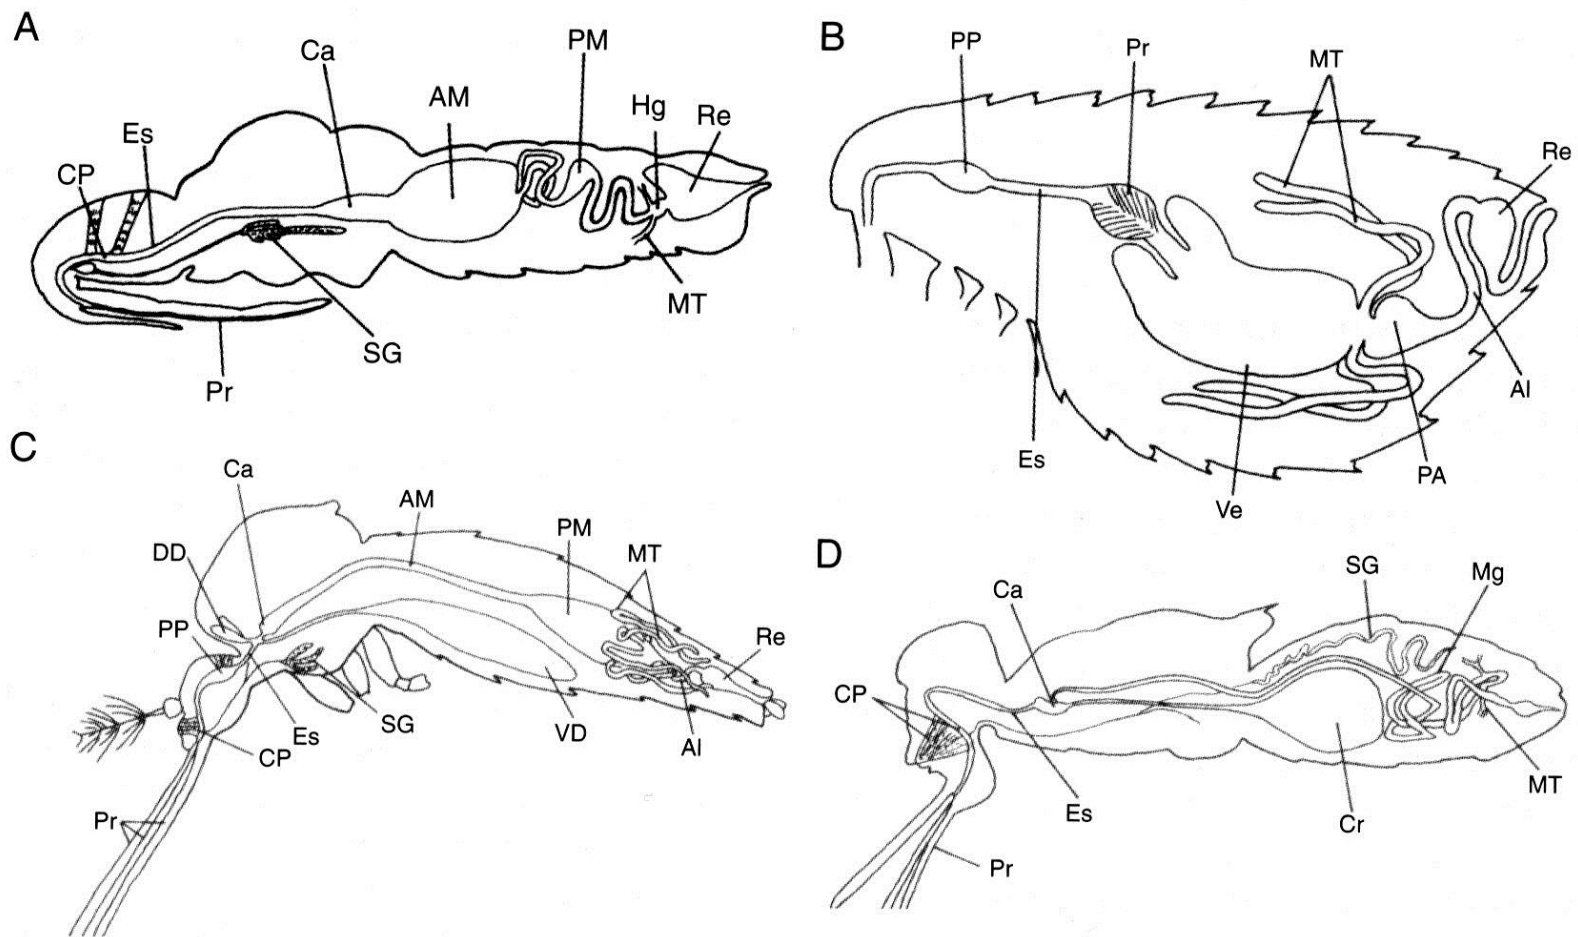 A
Ca
PM
AM
Hg
Re
Es
CP
MT
SG
Pr
B
PP
Pr
MT
Re
Es
Ve
PA
Al
C
Ca
AM
PM
MT
DD
PP
Re
Es
SG
VD
Al
CP
Pr
D
SG
Mg
Ca
CP
Es
Cr
MT
Pr